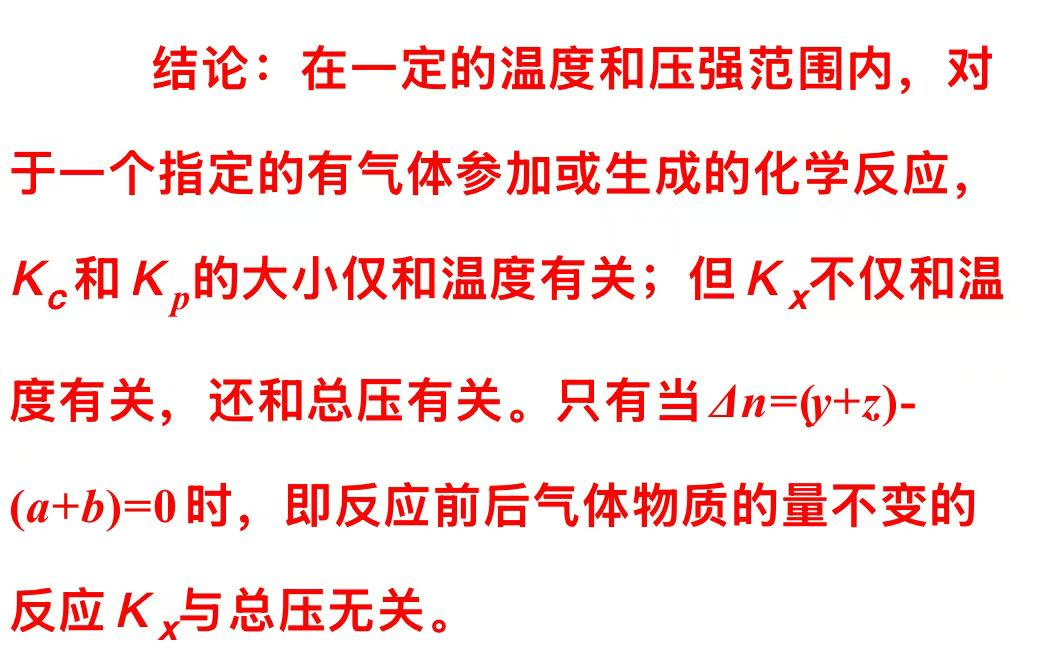 结论：在一定的温度和压强范围内，对
于一个指定的有气体参加或生成的化学反应，
Kc和Kp的大小仅和温度有关；但Kx不仅和温
度有关，还和总压有关。只有当Δn=(y+z)-
(a+b)=0时，即反应前后气体物质的量不变的
反应Kx与总压无关。